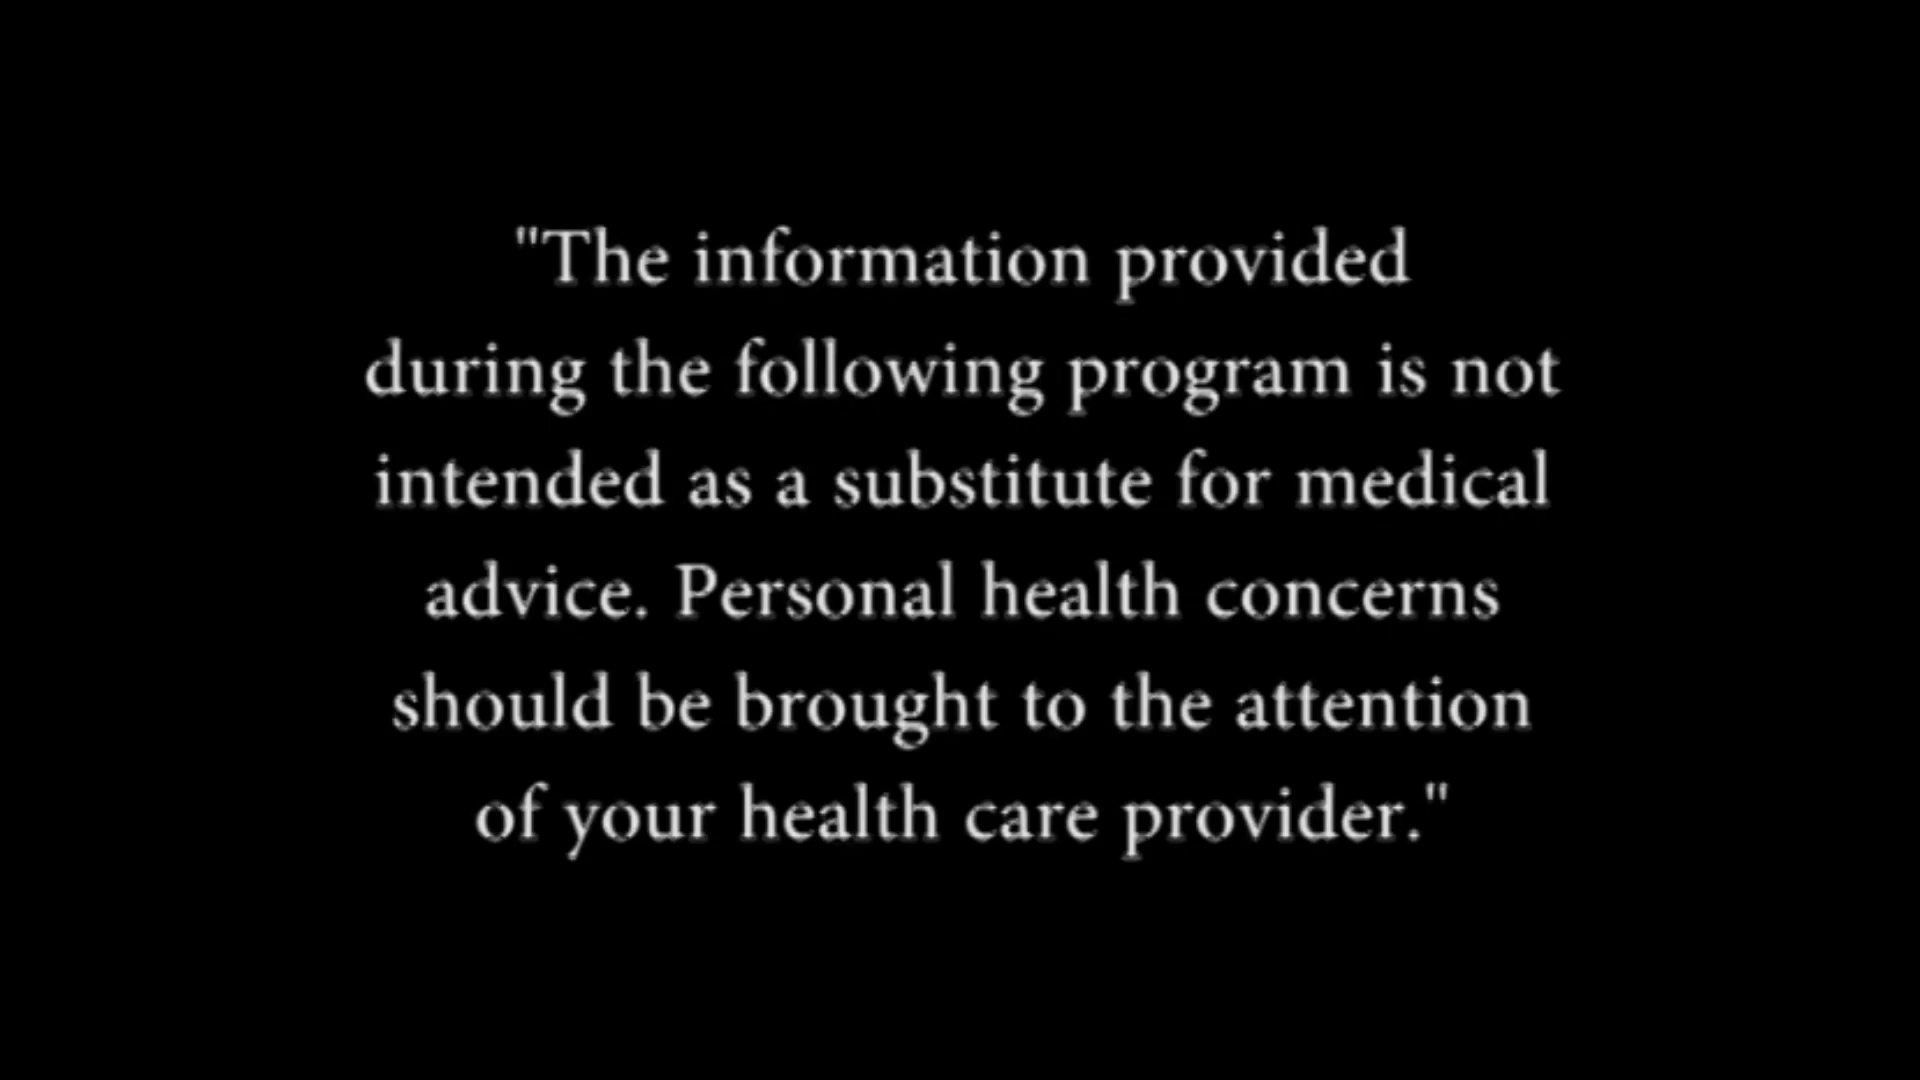 "The information provided
during the following program is not
intended as a substitute for medical
advice. Personal health concerns
should be brought to the attention
of your health care provider."